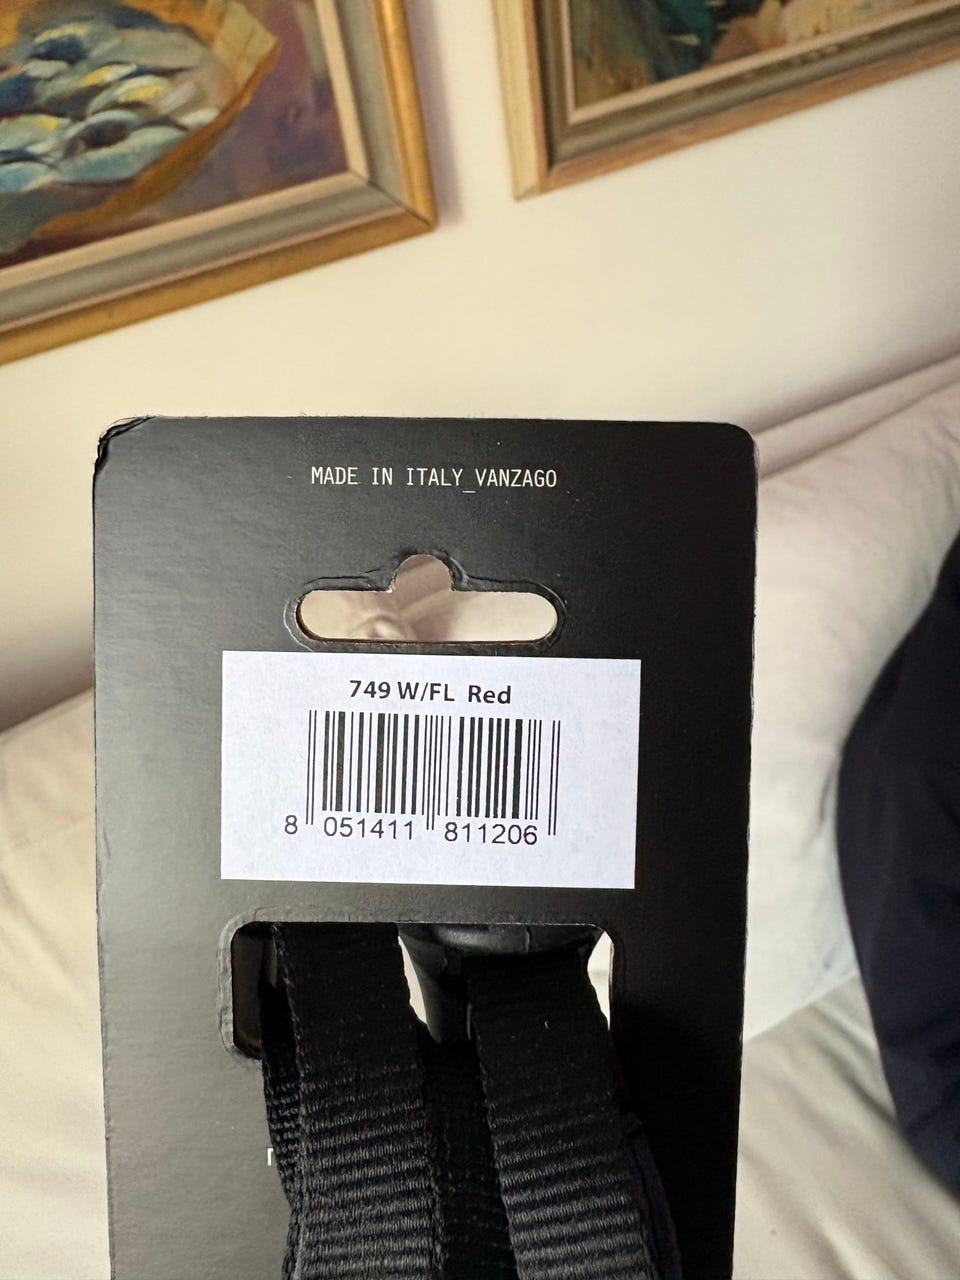 MADE IN ITALY_VANZAGO
749 W/FL Red
8 051411 811206